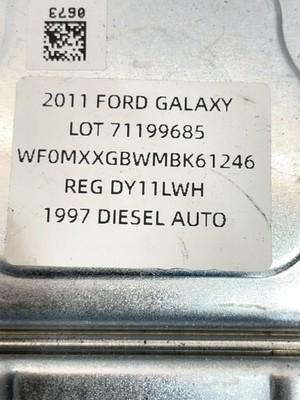 0673
2011 FORD GALAXY
LOT 71199685
WF0MXXGBWMBK61246
REG DY11LWH
1997 DIESEL AUTO